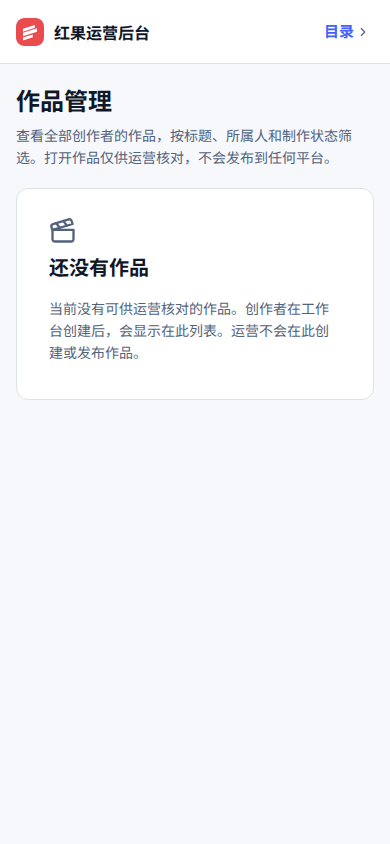 红果运营后台
目录
作品管理
查看全部创作者的作品，按标题、所属人和制作状态筛
选。打开作品仅供运营核对，不会发布到任何平台。
还没有作品
当前没有可供运营核对的作品。创作者在工作
台创建后，会显示在此列表。运营不会在此创
建或发布作品。